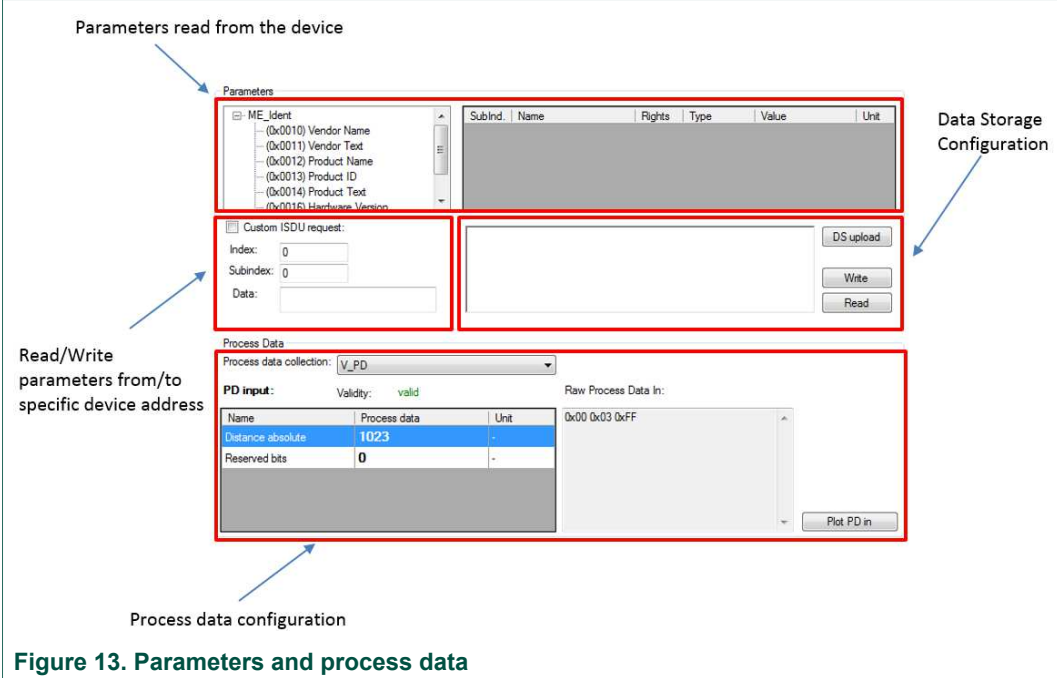 Parameters read from the device
Parameters
ME_Ident
(0x0010) Vendor Name
(0x0011) Vendor Text
(0x0012) Product Name
(0x0013) Product ID
(0x0014) Product Text
(0x0016) Hardware Version
SubInd. Name Rights Type Value Unit
Data Storage
Configuration
Custom ISDU request:
Index: 0
Subindex: 0
Data:
DS upload
Write
Read
Read/Write
parameters from/to
specific device address
Process Data
Process data collection: V_PD
PD input: Validity: valid
Raw Process Data In:
Name Process data Unit
Distance absolute 1023 -
Reserved bits 0 -
0x00 0x03 0xFF
Plot PD in
Process data configuration
Figure 13. Parameters and process data